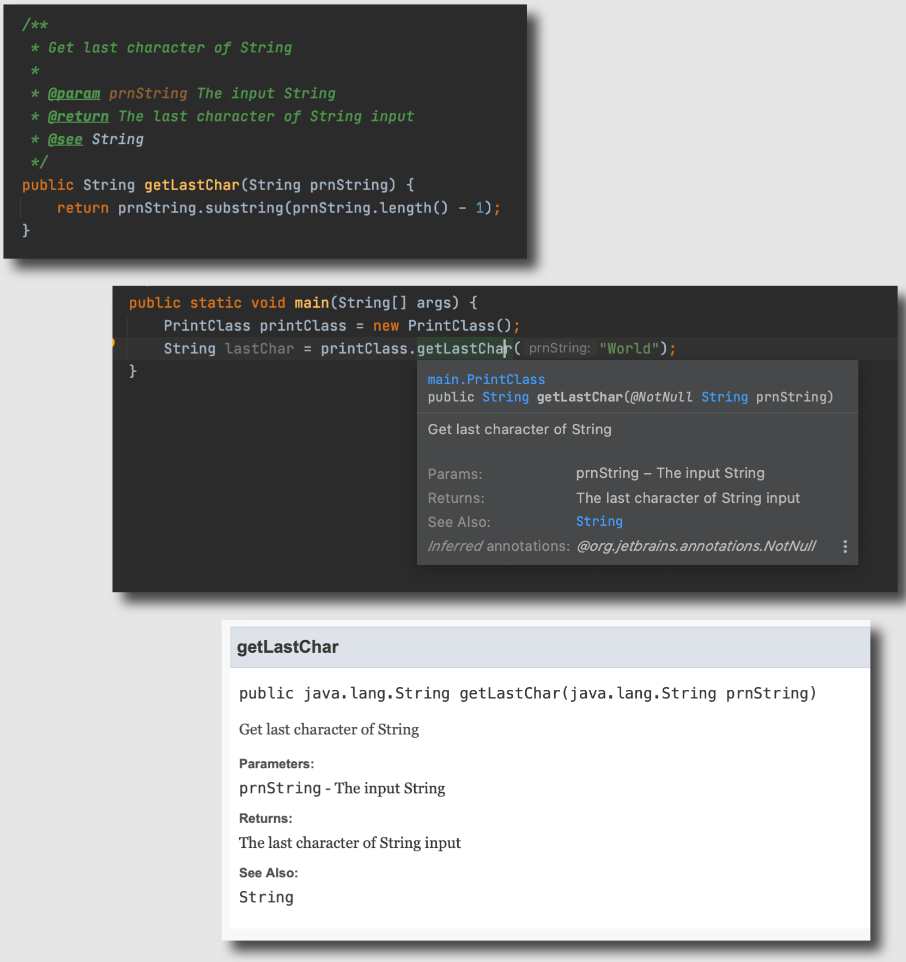 /**
* Get last character of String
*
* @param prnString The input String
* @return The last character of String input
* @see String
*/
public String getLastChar(String prnString) {
return prnString.substring(prnString.length() - 1);
}
public static void main(String[] args) {
PrintClass printClass = new PrintClass();
String lastChar = printClass.getLastChar( prnString: "World");
}
main.PrintClass
public String getLastChar(@NotNull String prnString)
Get last character of String
Params: prnString – The input String
Returns: The last character of String input
See Also: String
Inferred annotations: @org.jetbrains.annotations.NotNull
getLastChar
public java.lang.String getLastChar(java.lang.String prnString)
Get last character of String
Parameters:
prnString - The input String
Returns:
The last character of String input
See Also:
String